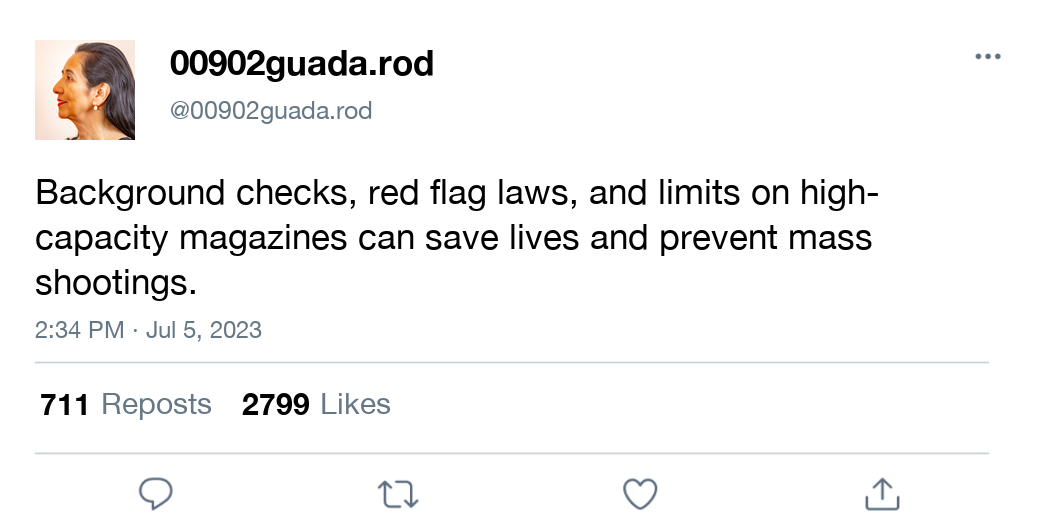 00902guada.rod
@00902guada.rod
Background checks, red flag laws, and limits on high-
capacity magazines can save lives and prevent mass
shootings.
2:34 PM · Jul 5, 2023
711 Reposts 2799 Likes